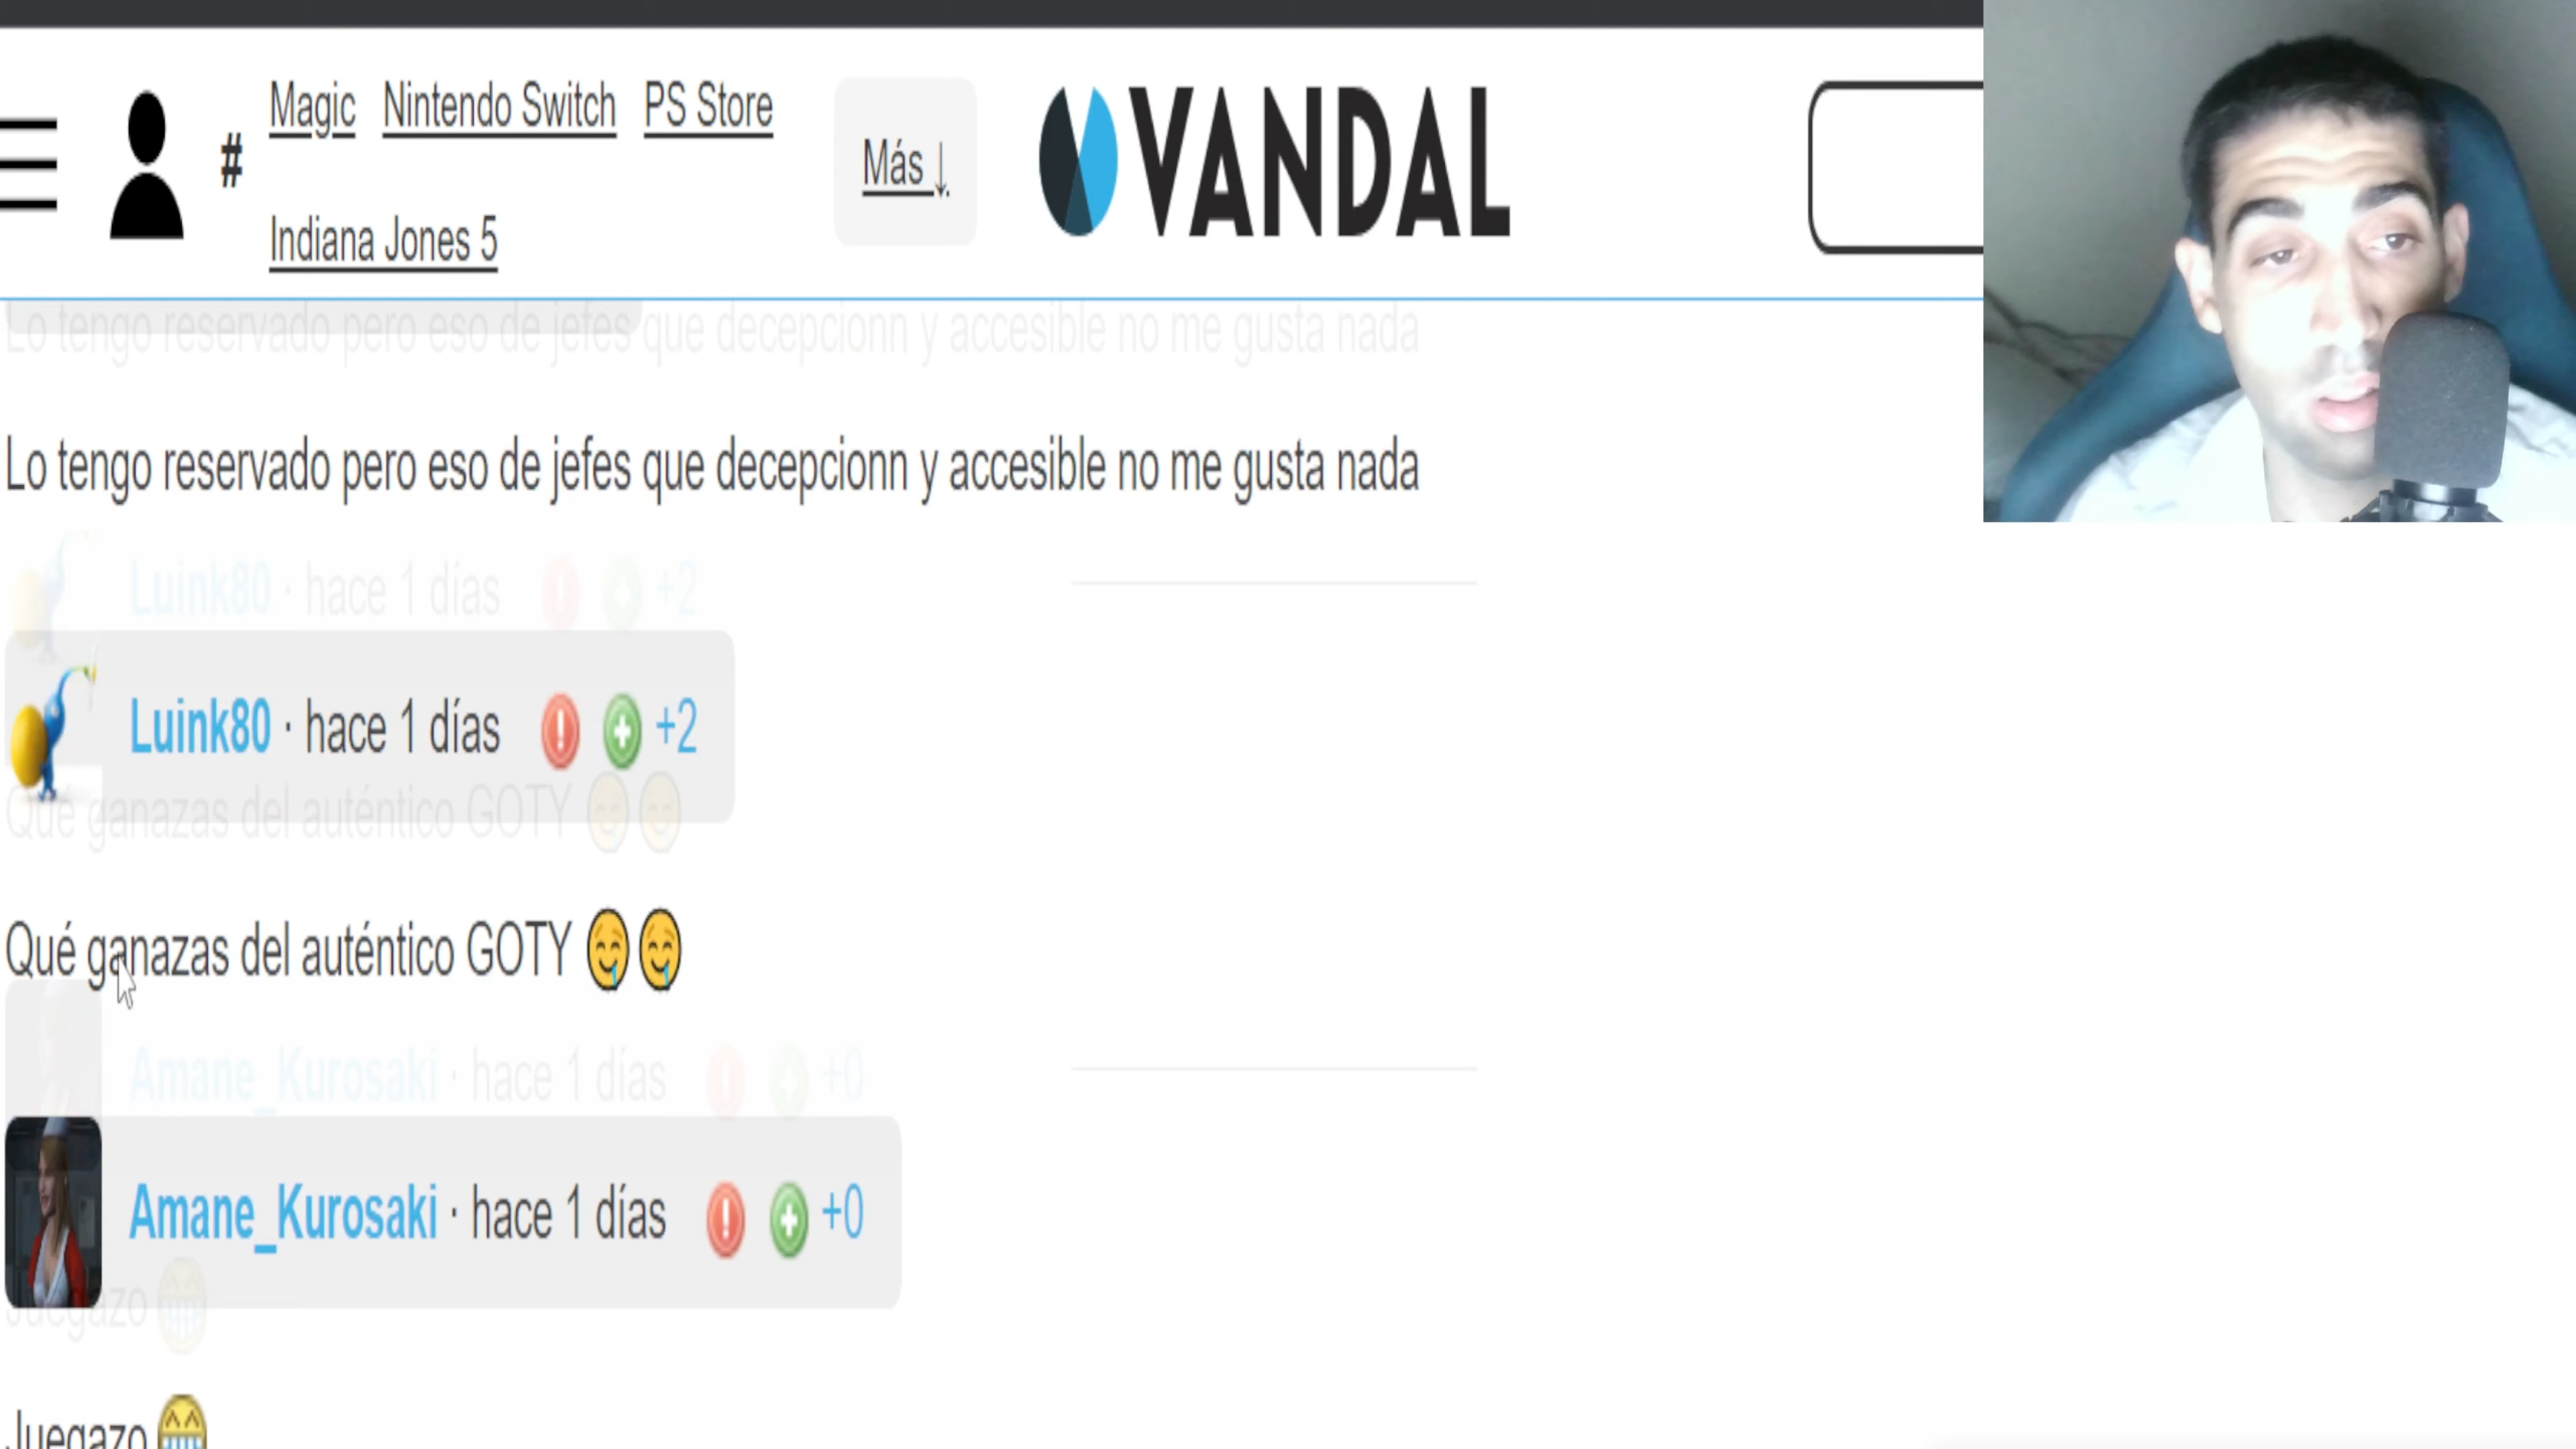 # Magic Nintendo Switch PS Store
Indiana Jones 5
Más ↓
VANDAL
Lo tengo reservado pero eso de jefes que decepcionn y accesible no me gusta nada
Lo tengo reservado pero eso de jefes que decepcionn y accesible no me gusta nada
Luink80 · hace 1 días +2
Luink80 · hace 1 días +2
Qué ganazas del auténtico GOTY
Qué ganazas del auténtico GOTY 🤤🤤
Amane_Kurosaki · hace 1 días +0
Amane_Kurosaki · hace 1 días +0
Juegazo
Juegazo 😁